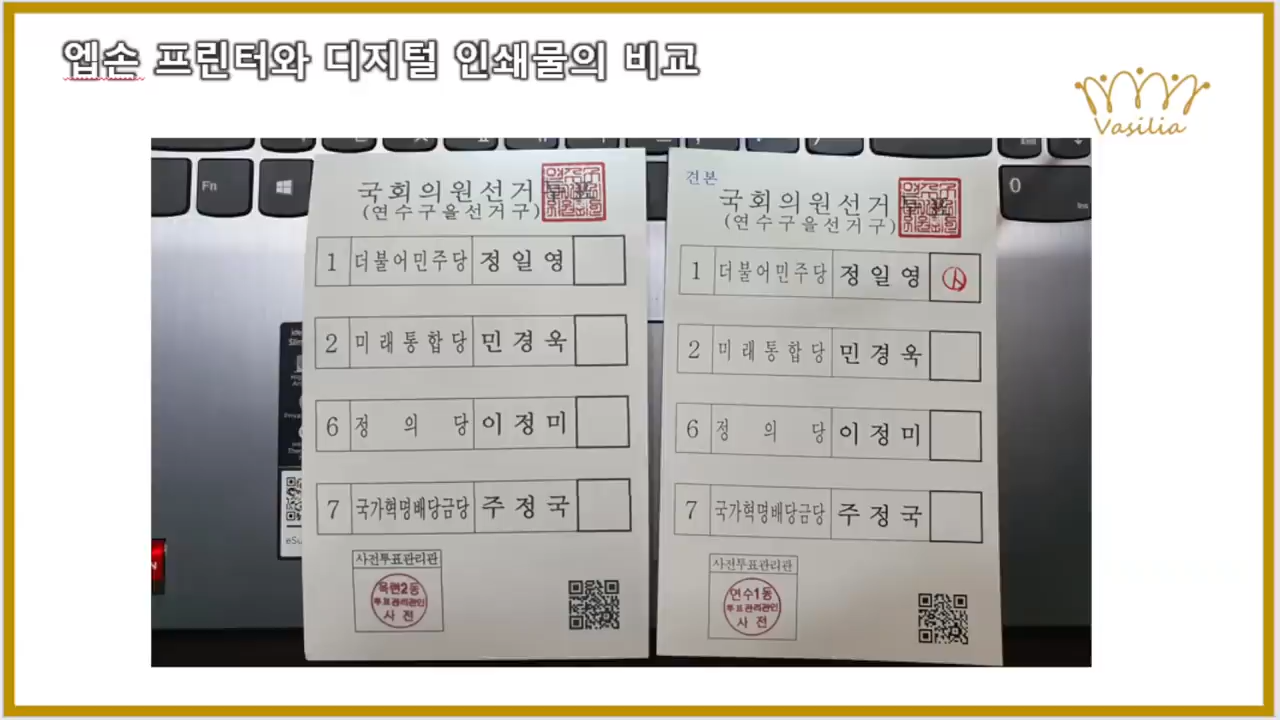 엡손 프린터와 디지털 인쇄물의 비교
Vasilia
Fn
0
Ins
국회의원선거투표
(연수구을선거구)
1 더불어민주당 정일영
2 미래통합당 민경욱
6 정의당 이정미
7 국가혁명배당금당 주정국
사전투표관리관
옥련2동
투표관리관인
사전
견본
국회의원선거투표
(연수구을선거구)
1 더불어민주당 정일영
2 미래통합당 민경욱
6 정의당 이정미
7 국가혁명배당금당 주정국
사전투표관리관
연수1동
투표관리관인
사전